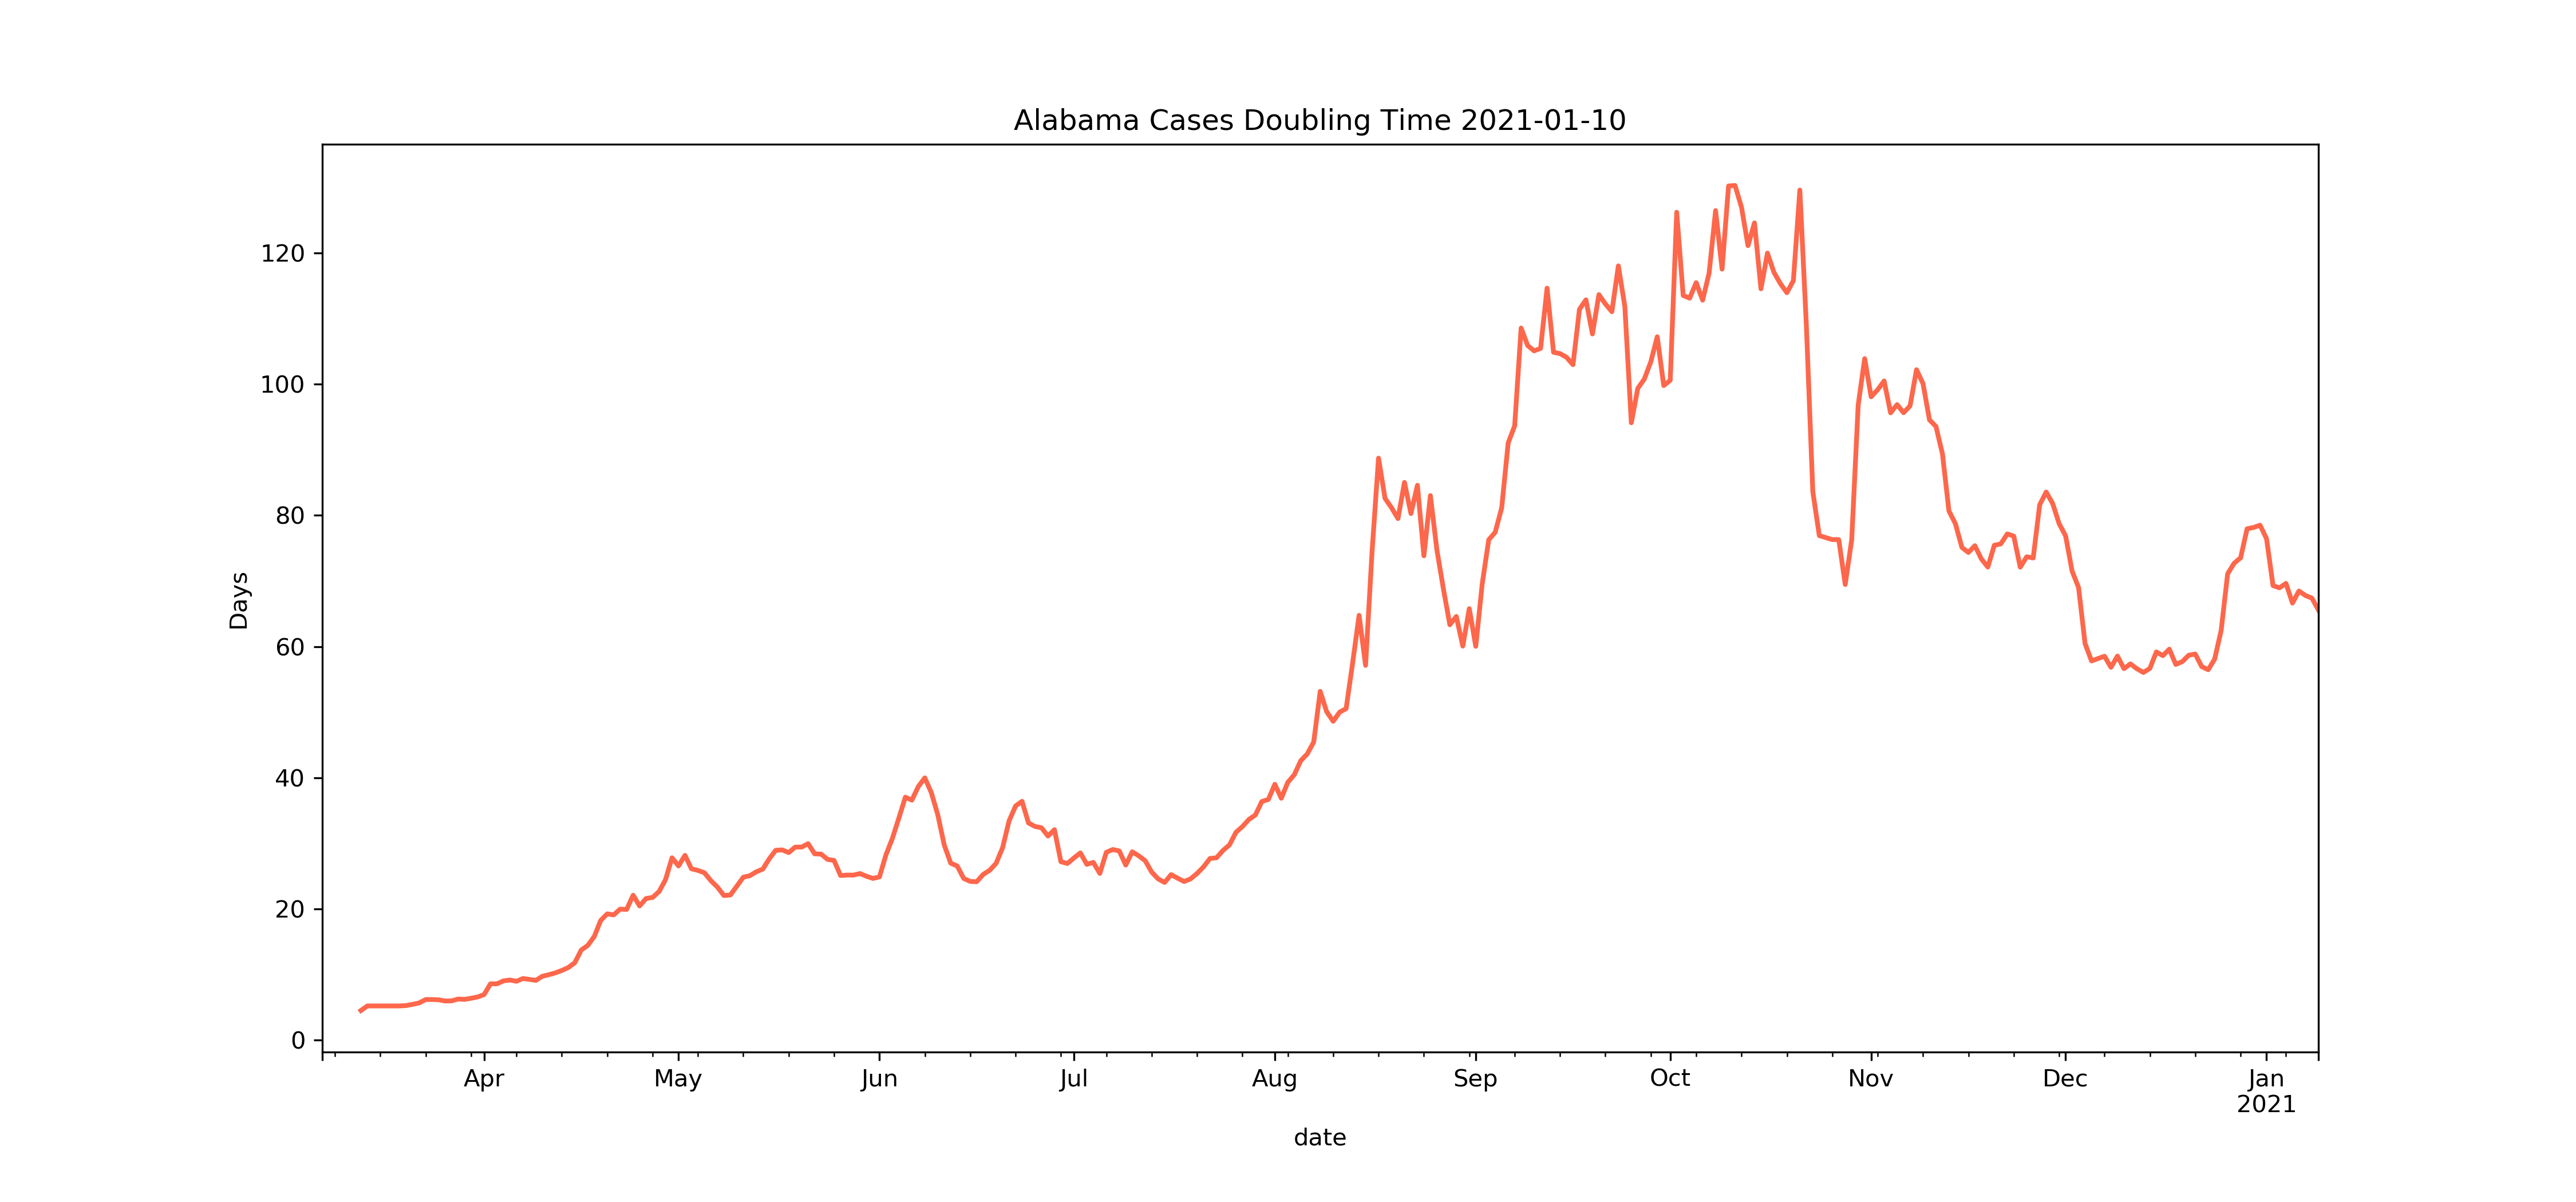 Alabama Cases Doubling Time 2021-01-10
120
100
80
60
40
20
0
Days
Apr May Jun Jul Aug Sep Oct Nov Dec Jan
2021
date